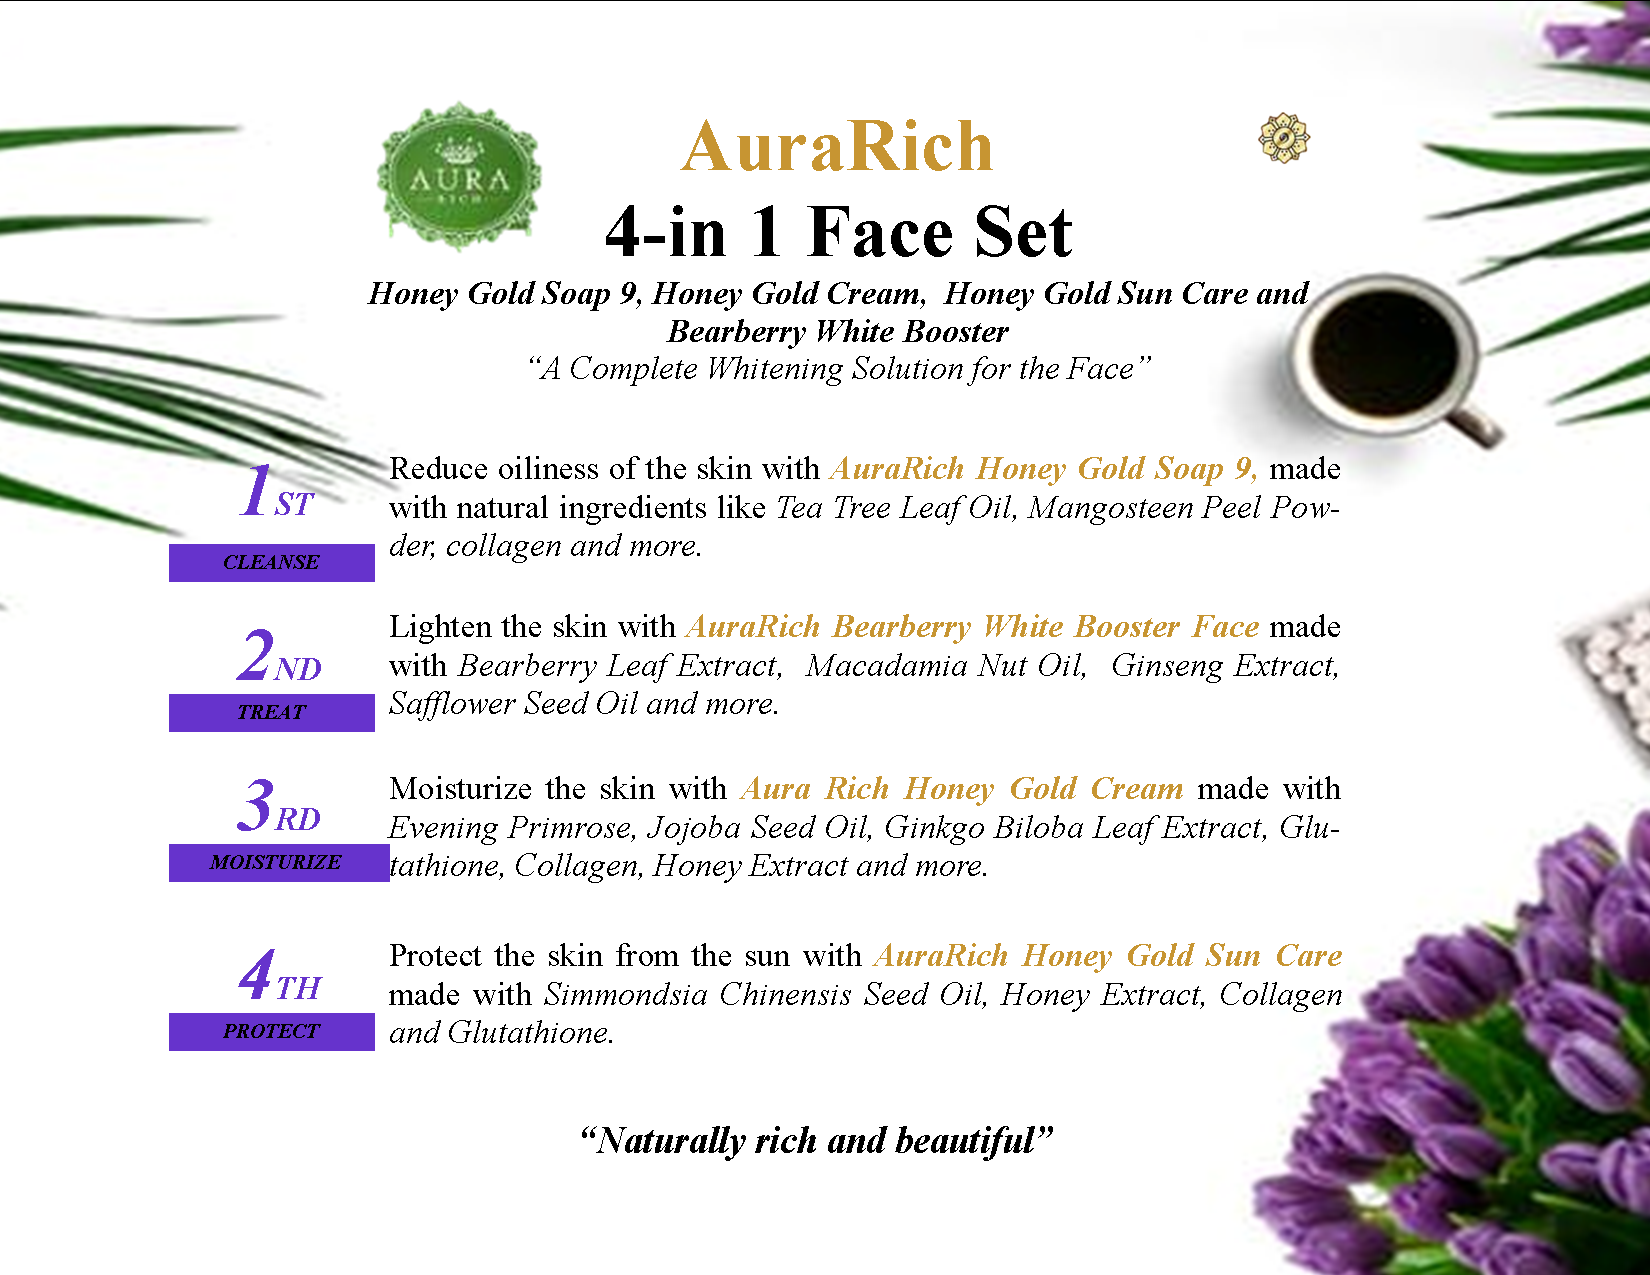 AURA
RICH
AuraRich
4-in 1 Face Set
Honey Gold Soap 9, Honey Gold Cream, Honey Gold Sun Care and
Bearberry White Booster
“A Complete Whitening Solution for the Face”
1ST
CLEANSE
Reduce oiliness of the skin with AuraRich Honey Gold Soap 9, made
with natural ingredients like Tea Tree Leaf Oil, Mangosteen Peel Pow-
der, collagen and more.
2ND
TREAT
Lighten the skin with AuraRich Bearberry White Booster Face made
with Bearberry Leaf Extract, Macadamia Nut Oil, Ginseng Extract,
Safflower Seed Oil and more.
3RD
MOISTURIZE
Moisturize the skin with Aura Rich Honey Gold Cream made with
Evening Primrose, Jojoba Seed Oil, Ginkgo Biloba Leaf Extract, Glu-
tathione, Collagen, Honey Extract and more.
4TH
PROTECT
Protect the skin from the sun with AuraRich Honey Gold Sun Care
made with Simmondsia Chinensis Seed Oil, Honey Extract, Collagen
and Glutathione.
“Naturally rich and beautiful”